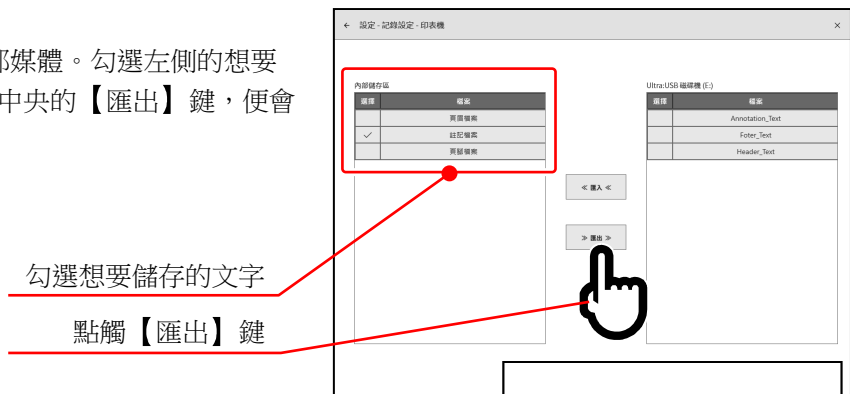 部媒體。勾選左側的想要
中央的【匯出】鍵，便會
勾選想要儲存的文字
點觸【匯出】鍵
← 設定 - 記錄設定 - 印表機 ×
內部儲存區
選擇 檔案
頁首檔案
✓ 註記檔案
頁腳檔案
≪ 匯入 ≪
≫ 匯出 ≫
Ultra:USB 磁碟機 (E:)
選擇 檔案
Annotation_Text
Foter_Text
Header_Text